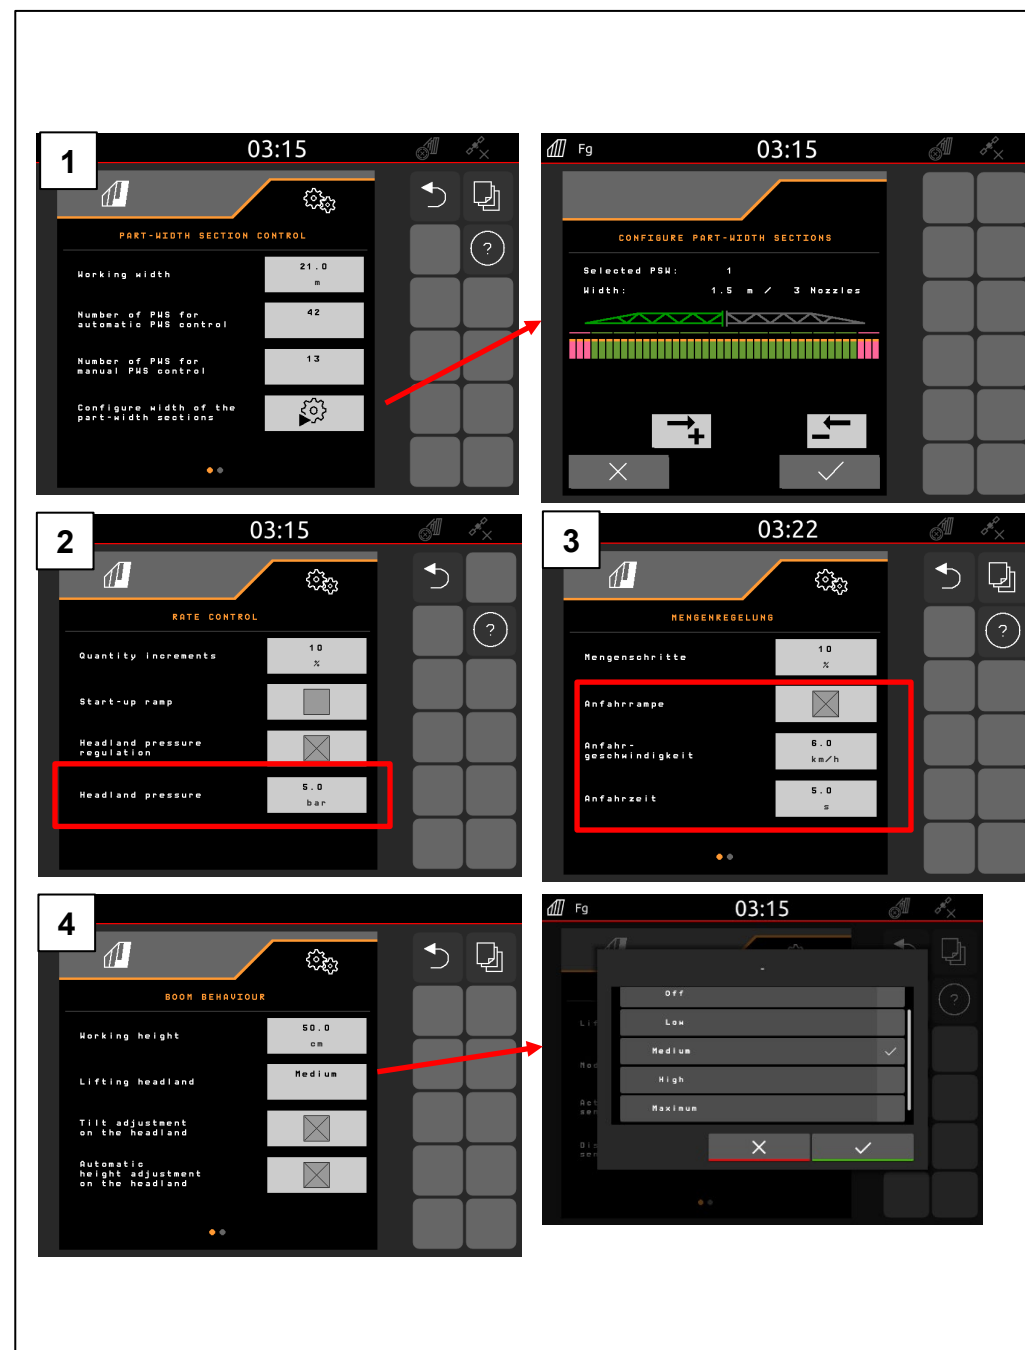 1
03:15
PART-WIDTH SECTION CONTROL
Working width
21.0
m
Number of PWS for
automatic PWS control
42
Number of PWS for
manual PWS control
13
Configure width of the
part-width sections
Fg
03:15
CONFIGURE PART-WIDTH SECTIONS
Selected PSW: 1
Width: 1.5 m / 3 Nozzles
2
03:15
RATE CONTROL
Quantity increments
10
%
Start-up ramp
Headland pressure
regulation
Headland pressure
5.0
bar
?
3
03:22
MENGENREGELUNG
Mengenschritte
10
%
Anfahrrampe
Anfahr-
geschwindigkeit
6.0
km/h
Anfahrzeit
5.0
s
?
4
BOOM BEHAVIOUR
Working height
50.0
cm
Lifting headland
Medium
Tilt adjustment
on the headland
Automatic
height adjustment
on the headland
Fg
03:15
-
Off
Low
Medium
High
Maximum
?